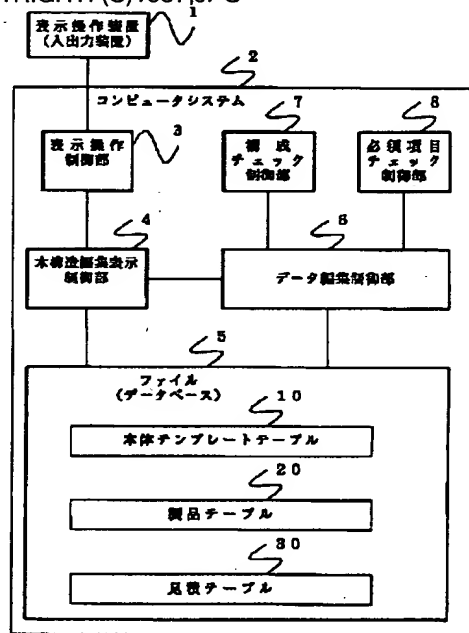 表示操作装置
(入出力装置)
1
2
コンピュータシステム
表示操作
制御部
3
構成
チェック
制御部
7
必須項目
チェック
制御部
8
木構造編集表示
制御部
4
データ編集制御部
6
ファイル
(データベース)
5
本体テンプレートテーブル
10
製品テーブル
20
見積テーブル
30